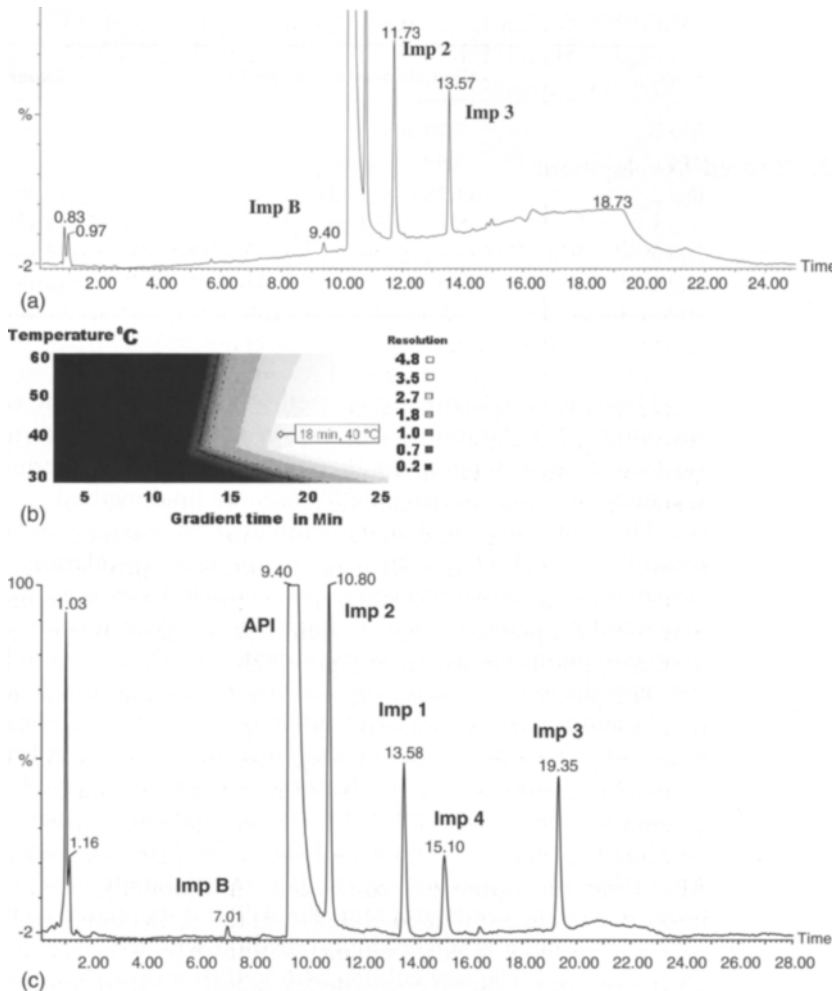 11.73
Imp 2
13.57
Imp 3
%
Imp B
0.83
0.97
9.40
18.73
-2
Time
2.00 4.00 6.00 8.00 10.00 12.00 14.00 16.00 18.00 20.00 22.00 24.00
(a)
Temperature ⁰C
Resolution
60
50
40
30
4.8
3.5
2.7
1.8
1.0
0.7
0.2
18 min, 40 °C
5 10 15 20 25
(b)
Gradient time in Min
100
9.40
10.80
1.03
API
Imp 2
Imp 1
Imp 3
13.58
19.35
%
Imp 4
1.16
15.10
Imp B
7.01
-2
Time
2.00 4.00 6.00 8.00 10.00 12.00 14.00 16.00 18.00 20.00 22.00 24.00 26.00 28.00
(c)